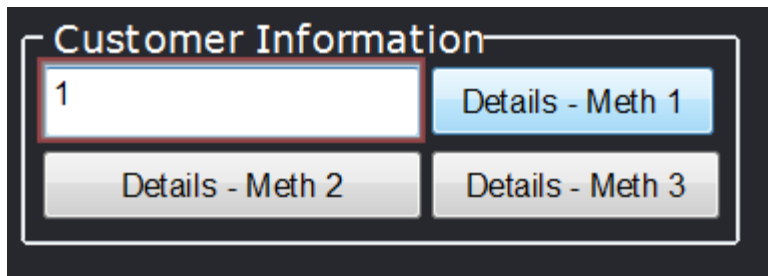 Customer Information
1
Details - Meth 1
Details - Meth 2
Details - Meth 3